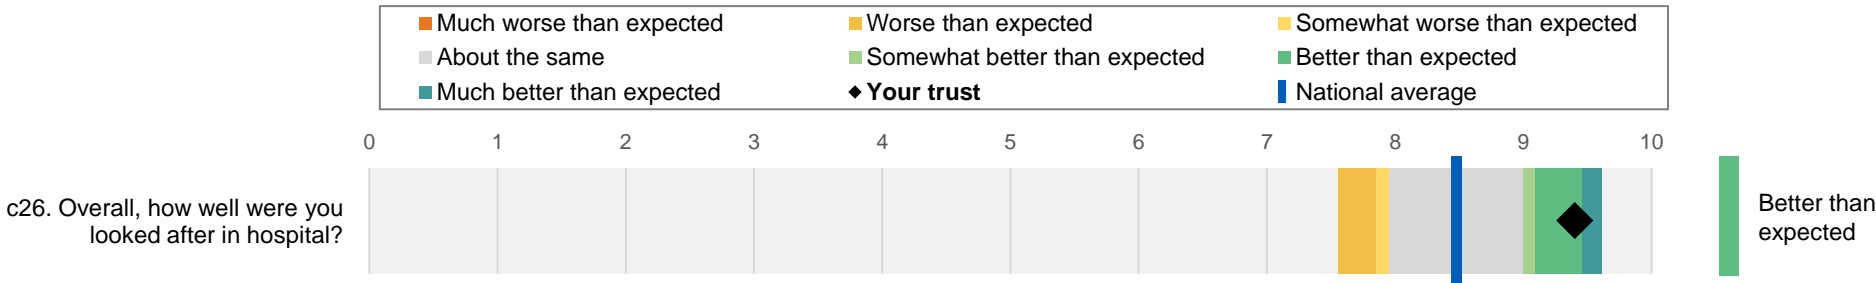 Much worse than expected
Worse than expected
Somewhat worse than expected
About the same
Somewhat better than expected
Better than expected
Much better than expected
Your trust
National average
0 1 2 3 4 5 6 7 8 9 10
c26. Overall, how well were you
looked after in hospital?
Better than
expected